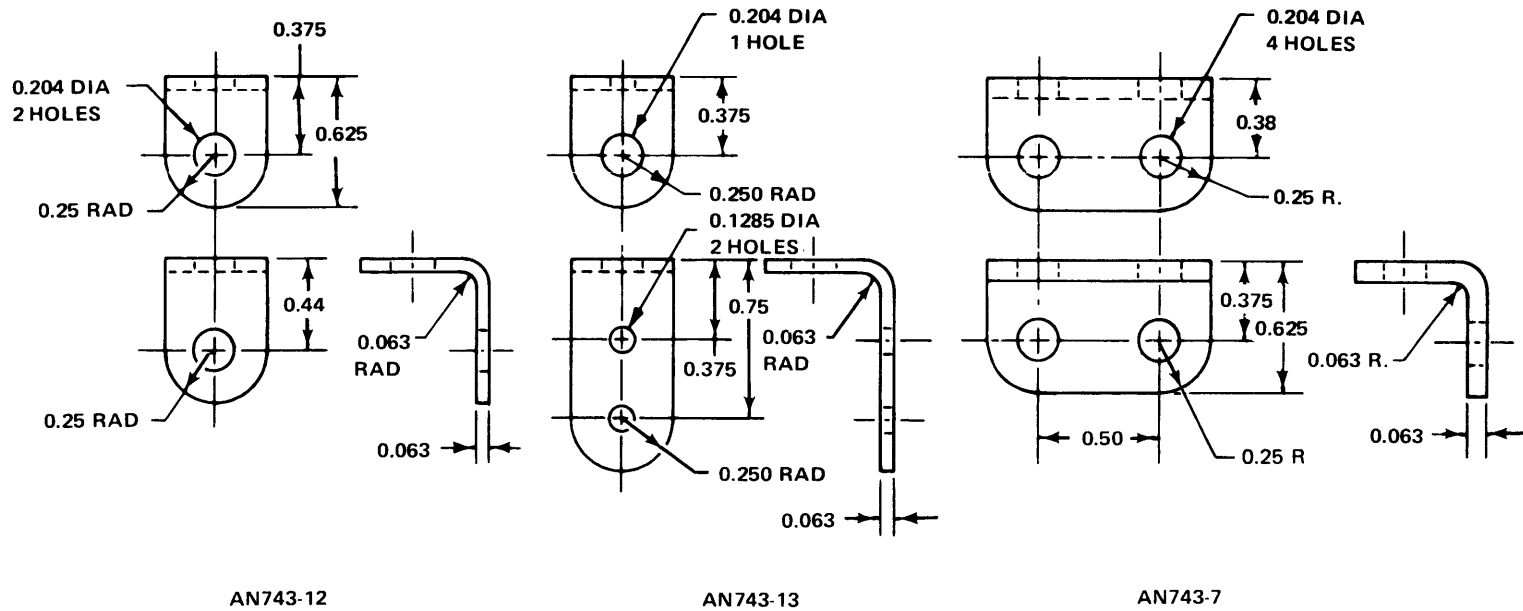 0.375
0.204 DIA
2 HOLES
0.625
0.25 RAD
0.44
0.25 RAD
0.063
RAD
0.063
AN743-12
0.204 DIA
1 HOLE
0.375
0.250 RAD
0.1285 DIA
2 HOLES
0.75
0.375
0.063
RAD
0.250 RAD
0.063
AN743-13
0.204 DIA
4 HOLES
0.38
0.25 R.
0.375
0.625
0.063 R.
0.50
0.25 R
0.063
AN743-7